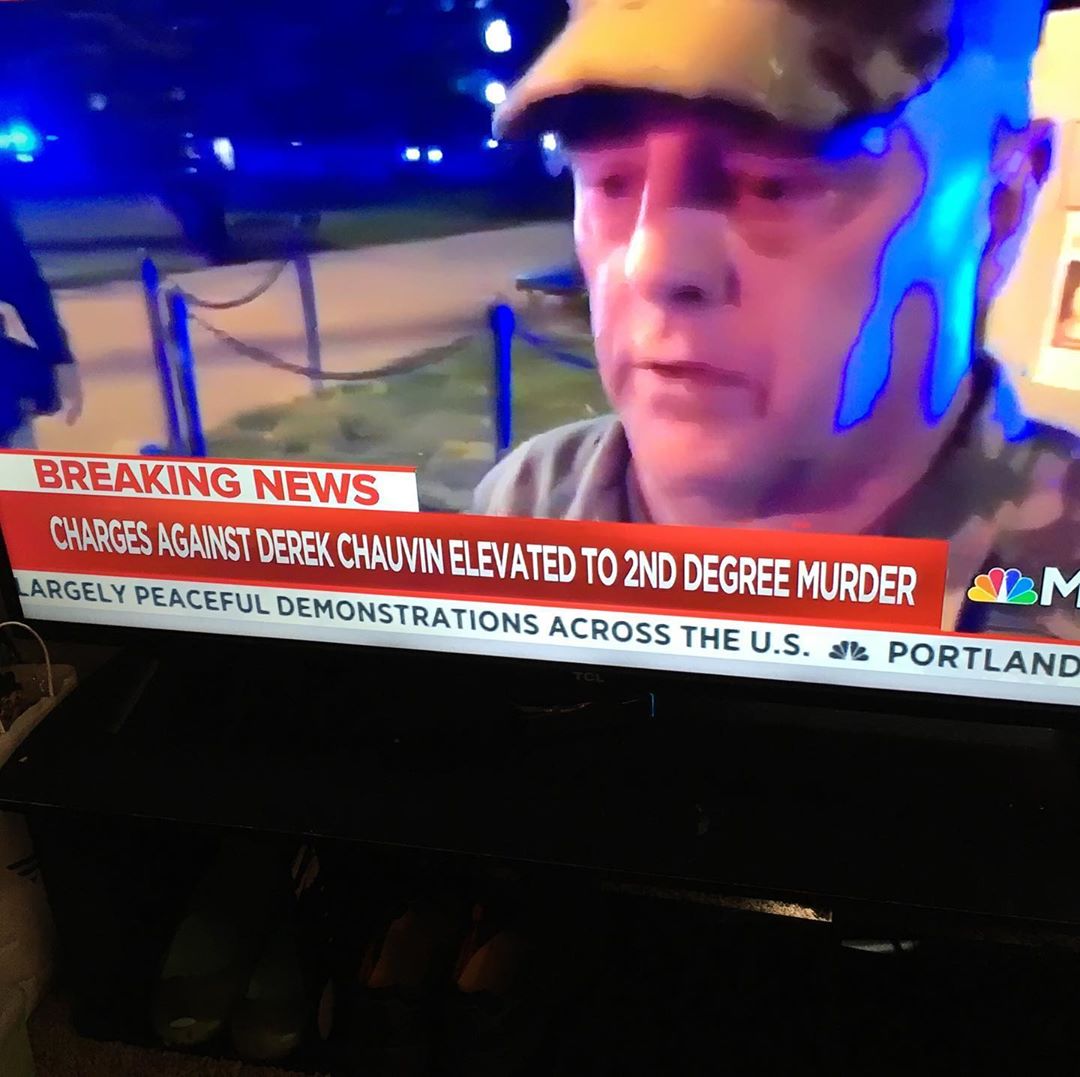 BREAKING NEWS
CHARGES AGAINST DEREK CHAUVIN ELEVATED TO 2ND DEGREE MURDER
M
LARGELY PEACEFUL DEMONSTRATIONS ACROSS THE U.S. PORTLAND
TCL